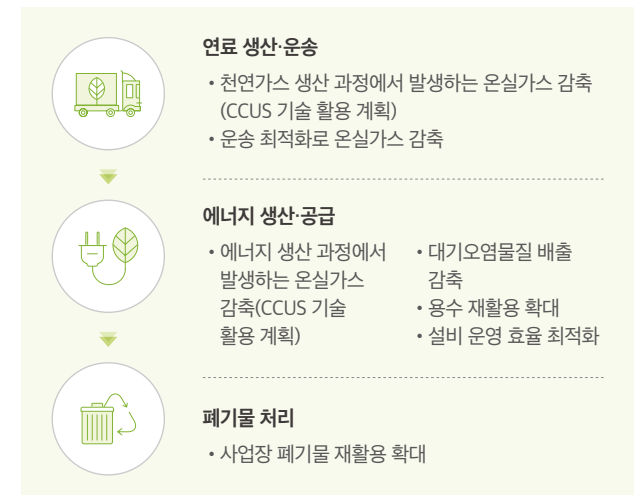 연료 생산·운송
• 천연가스 생산 과정에서 발생하는 온실가스 감축
(CCUS 기술 활용 계획)
• 운송 최적화로 온실가스 감축
에너지 생산·공급
• 에너지 생산 과정에서
발생하는 온실가스
감축(CCUS 기술
활용 계획)
• 대기오염물질 배출
감축
• 용수 재활용 확대
• 설비 운영 효율 최적화
폐기물 처리
• 사업장 폐기물 재활용 확대